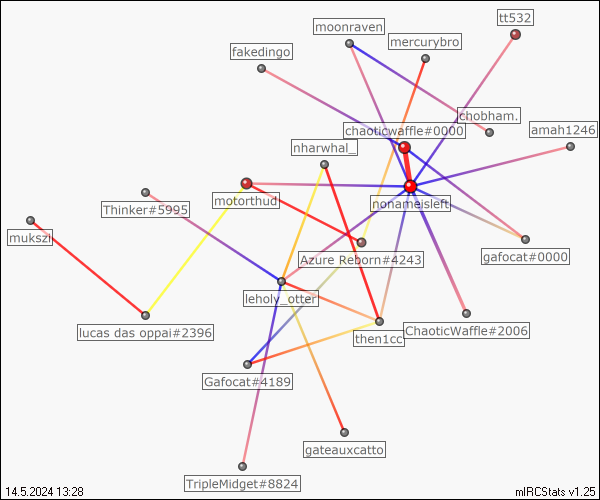 tt532
moonraven
mercurybro
fakedingo
chobham.
chaoticwaffle#0000
amah1246
nharwhal_
motorthud
nonameisleft
Thinker#5995
mukszi
Azure Reborn#4243
gafocat#0000
leholy_otter
lucas das oppai#2396
then1cc
ChaoticWaffle#2006
Gafocat#4189
gateauxcatto
TripleMidget#8824
14.5.2024 13:28
mIRCStats v1.25